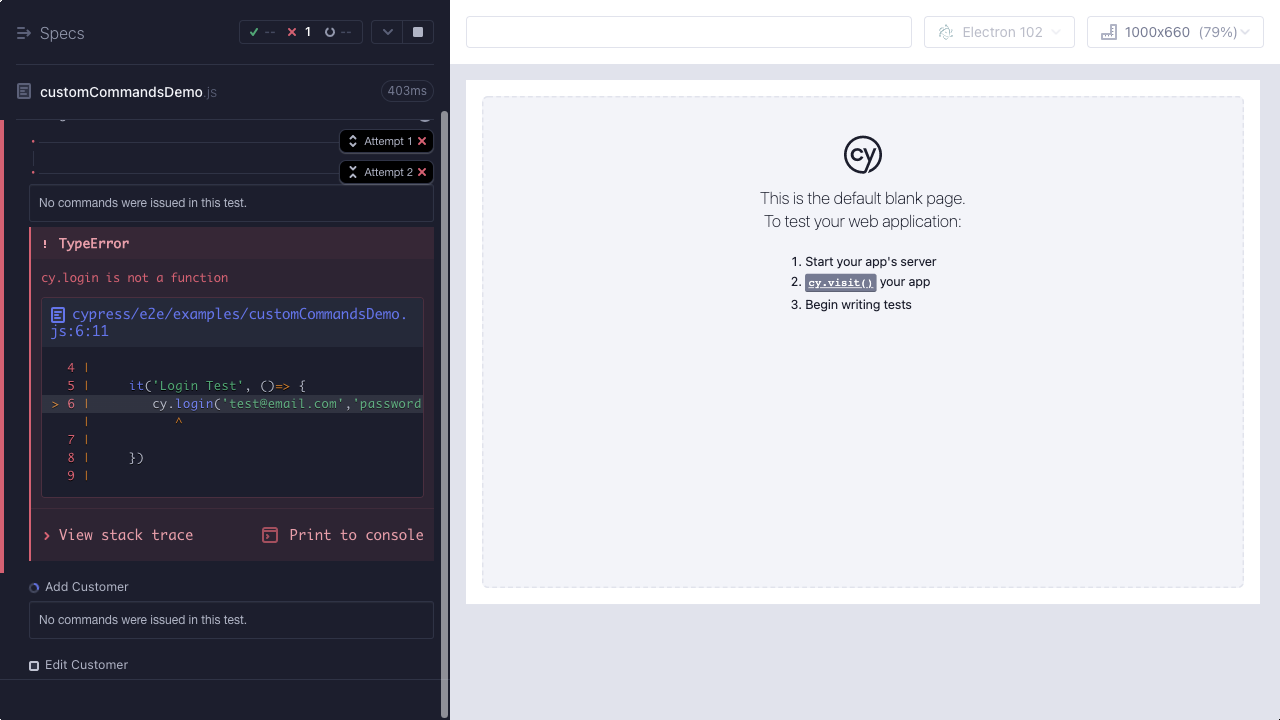 Specs
-- 1 --
customCommandsDemo.js
403ms
Attempt 1
Attempt 2
No commands were issued in this test.
! TypeError
cy.login is not a function
cypress/e2e/examples/customCommandsDemo.
js:6:11
4 |
5 | it('Login Test', ()=> {
> 6 | cy.login('test@email.com','password
| ^
7 |
8 | })
9 |
> View stack trace
Print to console
Add Customer
No commands were issued in this test.
Edit Customer
Electron 102
1000x660 (79%)
cy
This is the default blank page.
To test your web application:
1. Start your app's server
2. cy.visit() your app
3. Begin writing tests